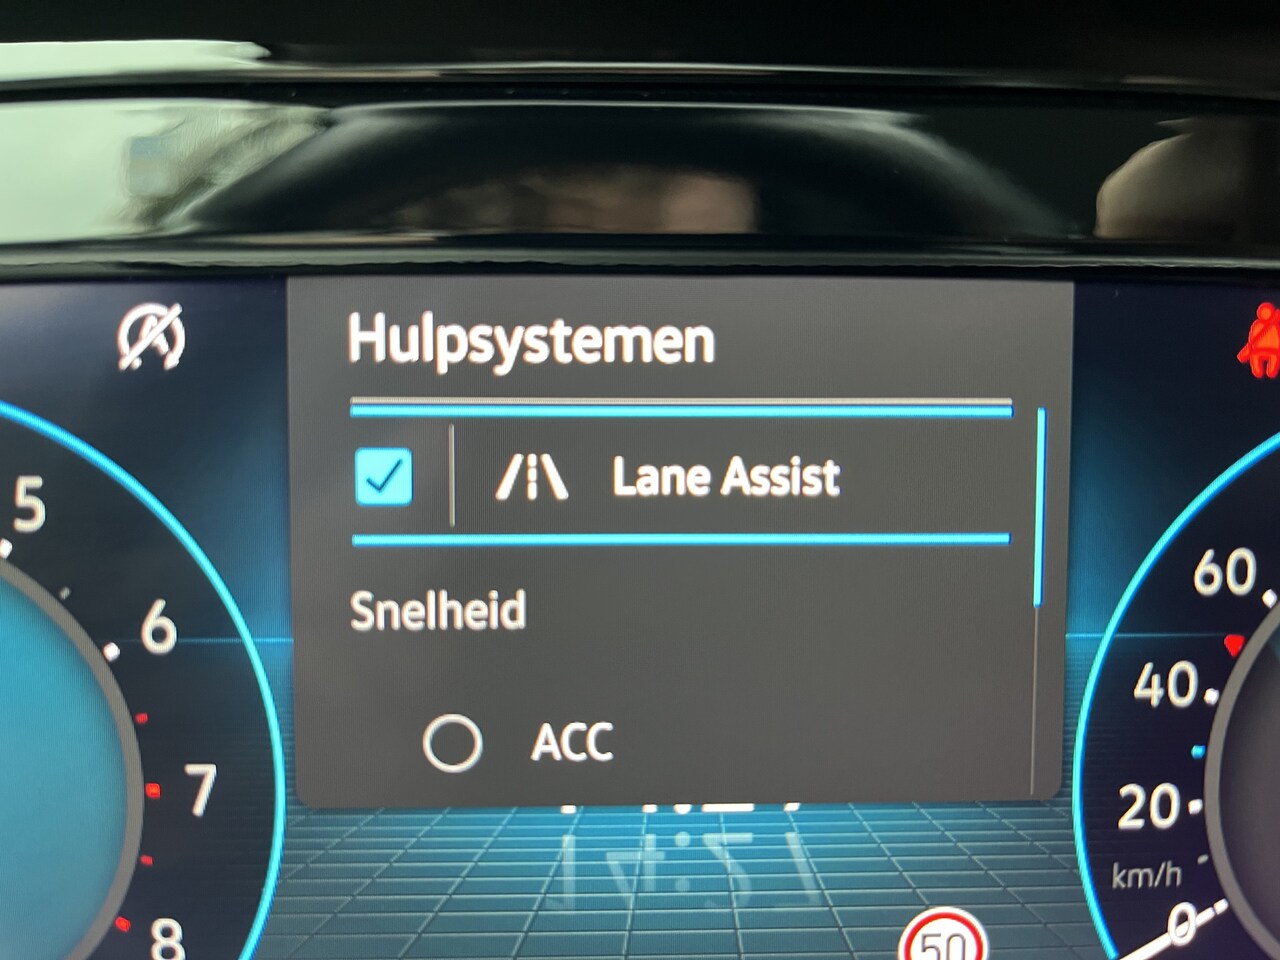 Hulpsystemen
Lane Assist
Snelheid
ACC
5
6
7
8
60
40
20
km/h
0
50